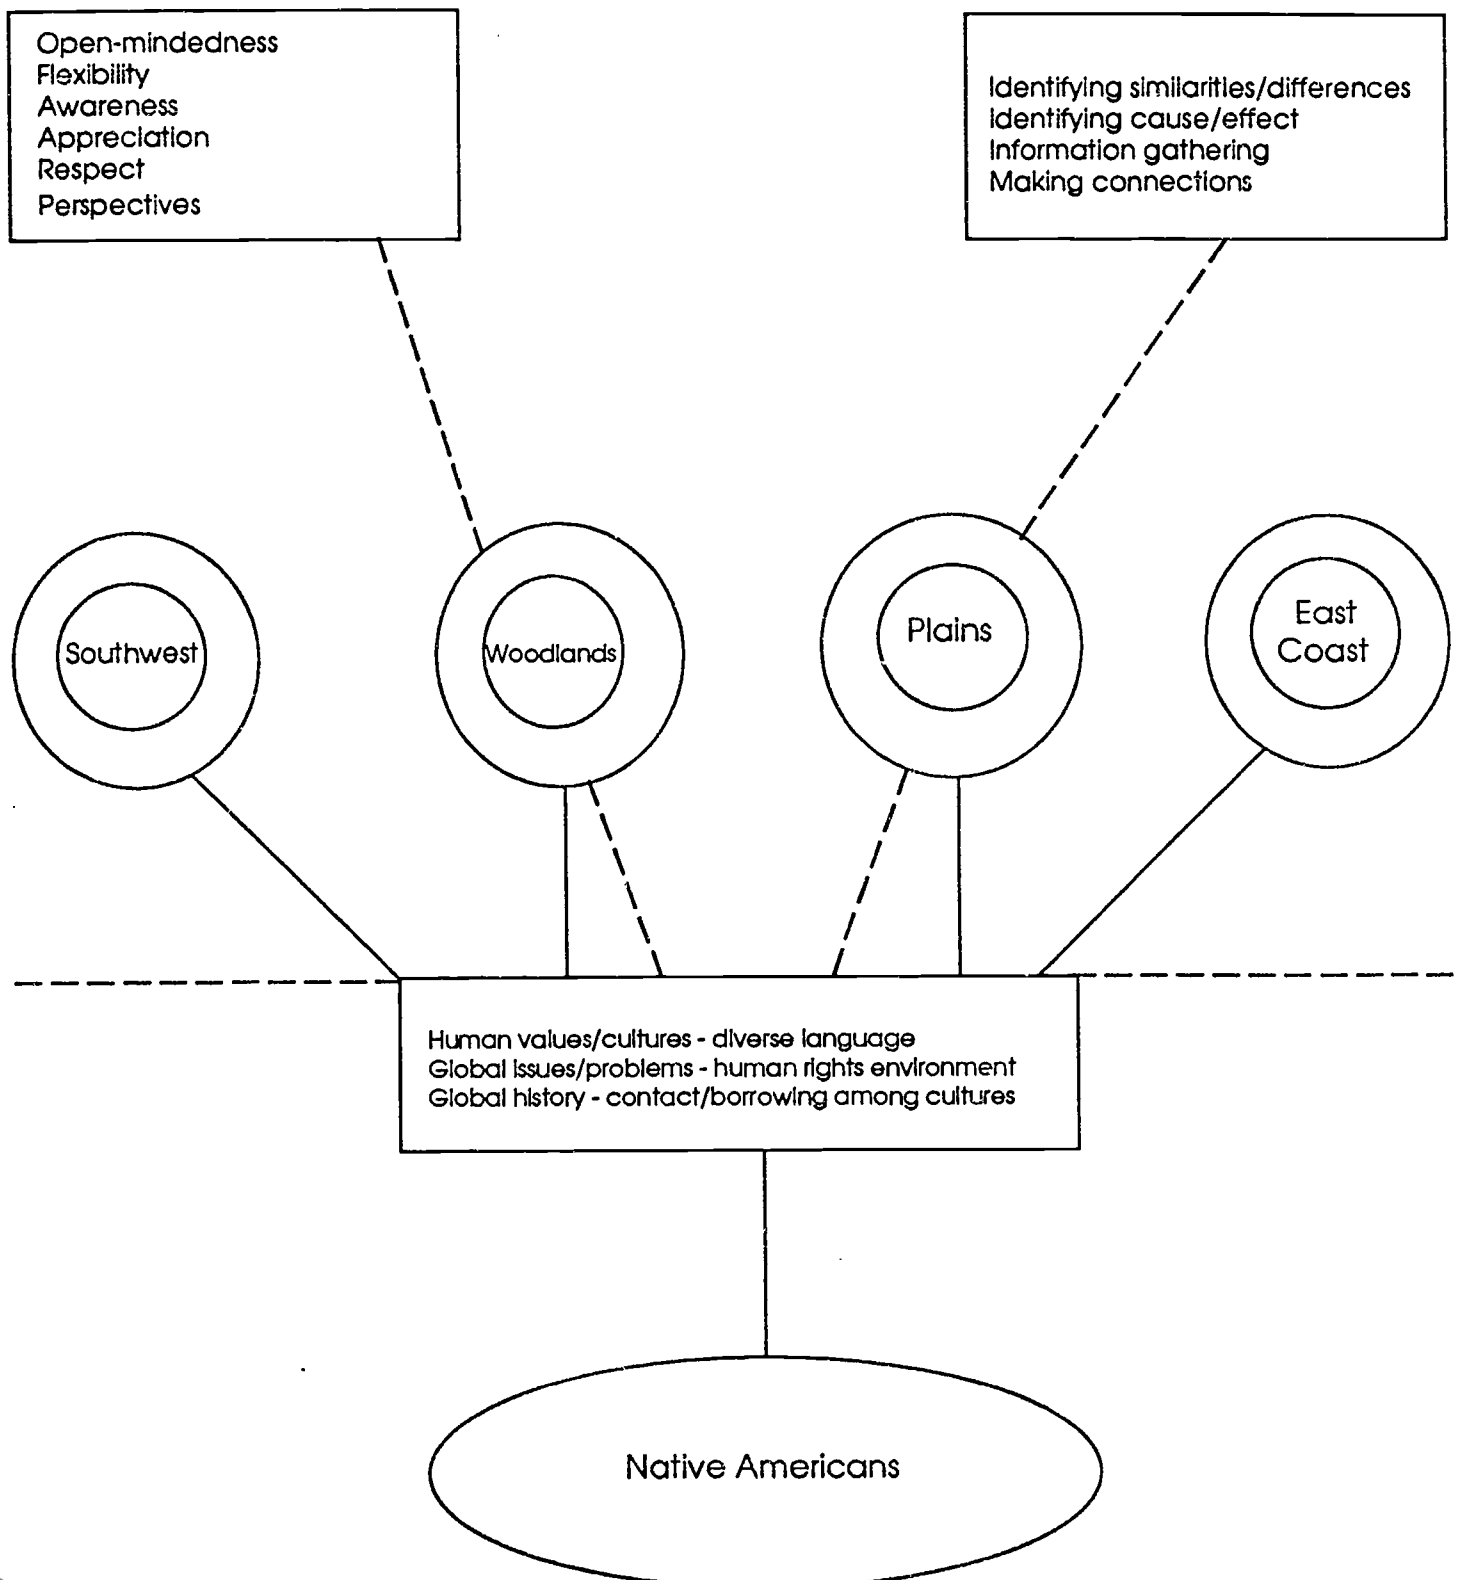 Open-mindedness
Flexibility
Awareness
Appreciation
Respect
Perspectives
Identifying similarities/differences
Identifying cause/effect
Information gathering
Making connections
Southwest
Woodlands
Plains
East
Coast
Human values/cultures - diverse language
Global issues/problems - human rights environment
Global history - contact/borrowing among cultures
Native Americans